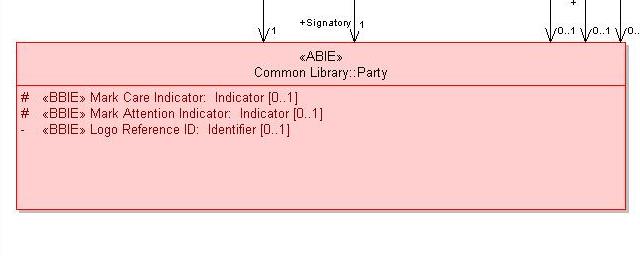 +
+Signatory 1
1
0..1
0..1
0..
«ABIE»
Common Library::Party
# «BBIE» Mark Care Indicator: Indicator [0..1]
# «BBIE» Mark Attention Indicator: Indicator [0..1]
- «BBIE» Logo Reference ID: Identifier [0..1]